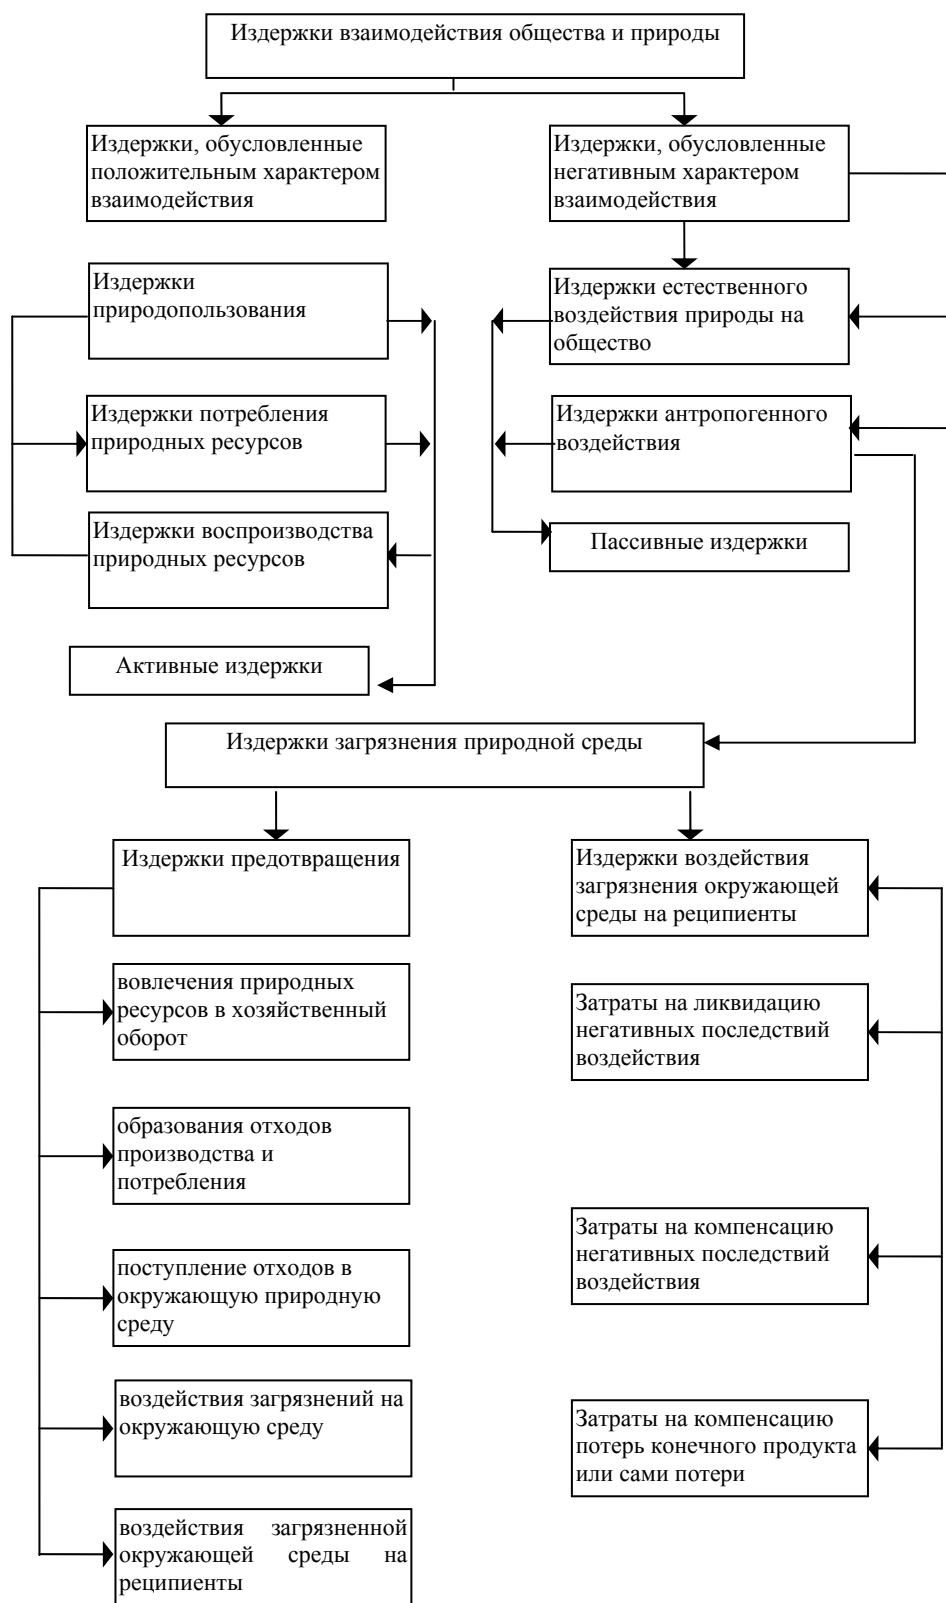 Издержки взаимодействия общества и природы
Издержки, обусловленные
положительным характером
взаимодействия
Издержки, обусловленные
негативным характером
взаимодействия
Издержки
природопользования
Издержки естественного
воздействия природы на
общество
Издержки потребления
природных ресурсов
Издержки антропогенного
воздействия
Издержки воспроизводства
природных ресурсов
Пассивные издержки
Активные издержки
Издержки загрязнения природной среды
Издержки предотвращения
Издержки воздействия
загрязнения окружающей
среды на реципиенты
вовлечения природных
ресурсов в хозяйственный
оборот
Затраты на ликвидацию
негативных последствий
воздействия
образования отходов
производства и
потребления
Затраты на компенсацию
негативных последствий
воздействия
поступление отходов в
окружающую природную
среду
воздействия загрязнений на
окружающую среду
Затраты на компенсацию
потерь конечного продукта
или сами потери
воздействия загрязненной
окружающей среды на
реципиенты